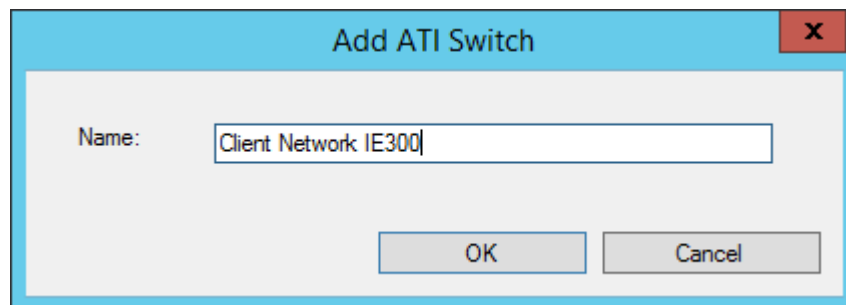 Add ATI Switch
x
Name:
Client Network IE300
OK
Cancel